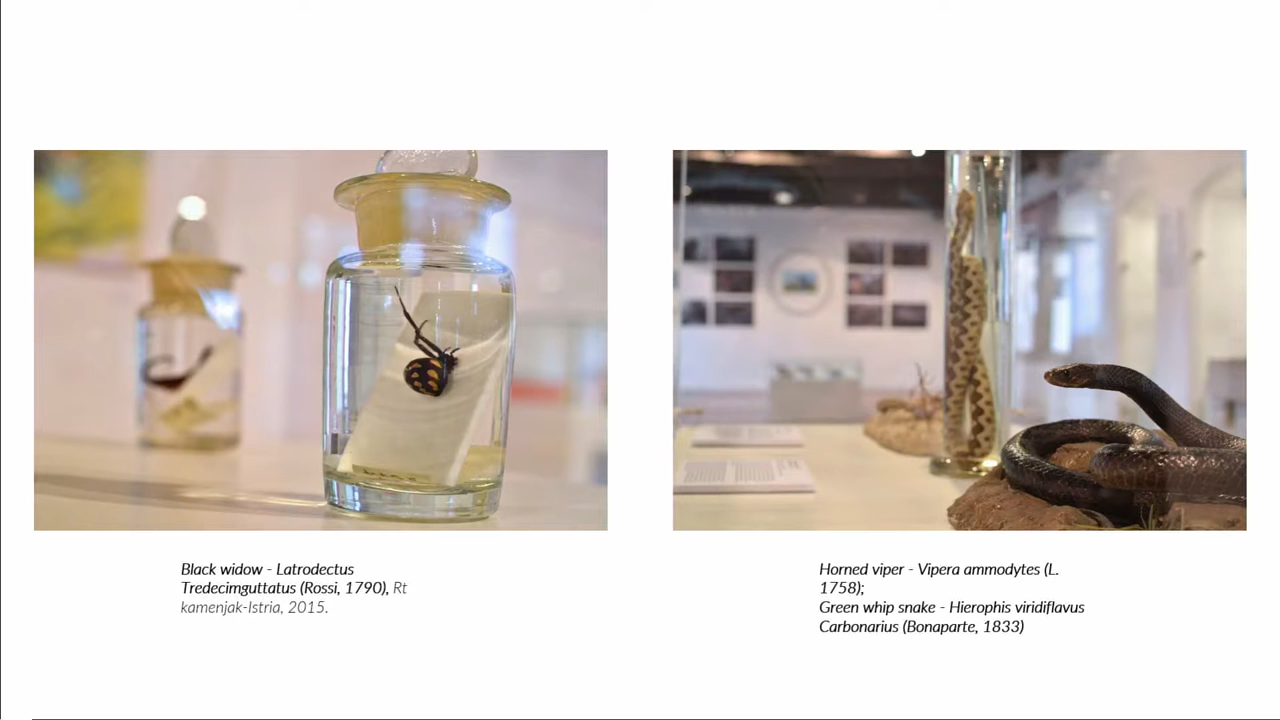 Black widow - Latrodectus
Tredecimguttatus (Rossi, 1790), Rt
kamenjak-Istria, 2015.
Horned viper - Vipera ammodytes (L.
1758);
Green whip snake - Hierophis viridiflavus
Carbonarius (Bonaparte, 1833)